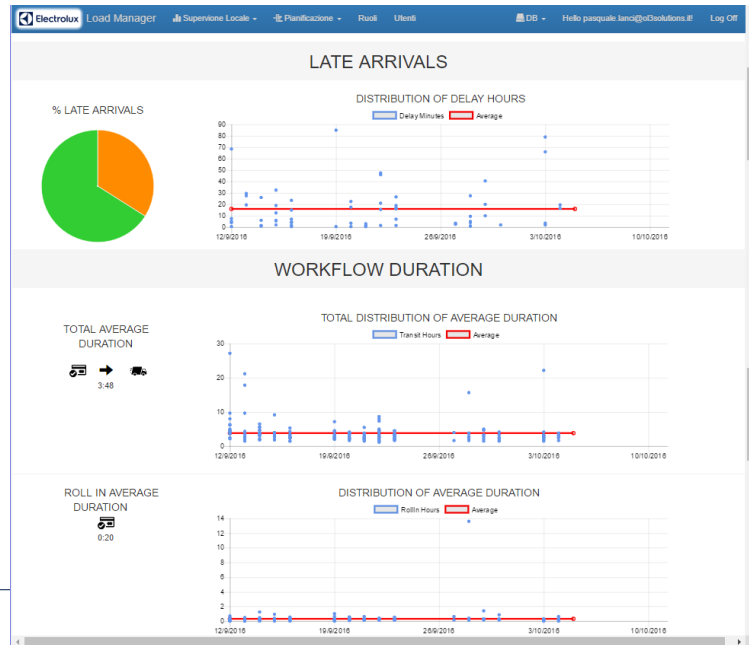 Electrolux Load Manager Supervione Locale Pianificazione Ruoli Utenti DB Hello pasquale.lanci@ol3solutions.it! Log Off
LATE ARRIVALS
% LATE ARRIVALS
DISTRIBUTION OF DELAY HOURS
Delay Minutes Average
90
80
70
60
50
40
30
20
10
0
12/9/2016 19/9/2016 26/9/2016 3/10/2016 10/10/2016
WORKFLOW DURATION
TOTAL AVERAGE
DURATION
3:48
TOTAL DISTRIBUTION OF AVERAGE DURATION
Transit Hours Average
30
20
10
0
12/9/2016 19/9/2016 26/9/2016 3/10/2016 10/10/2016
ROLL IN AVERAGE
DURATION
0:20
DISTRIBUTION OF AVERAGE DURATION
RollIn Hours Average
14
12
10
8
6
4
2
0
12/9/2016 19/9/2016 26/9/2016 3/10/2016 10/10/2016